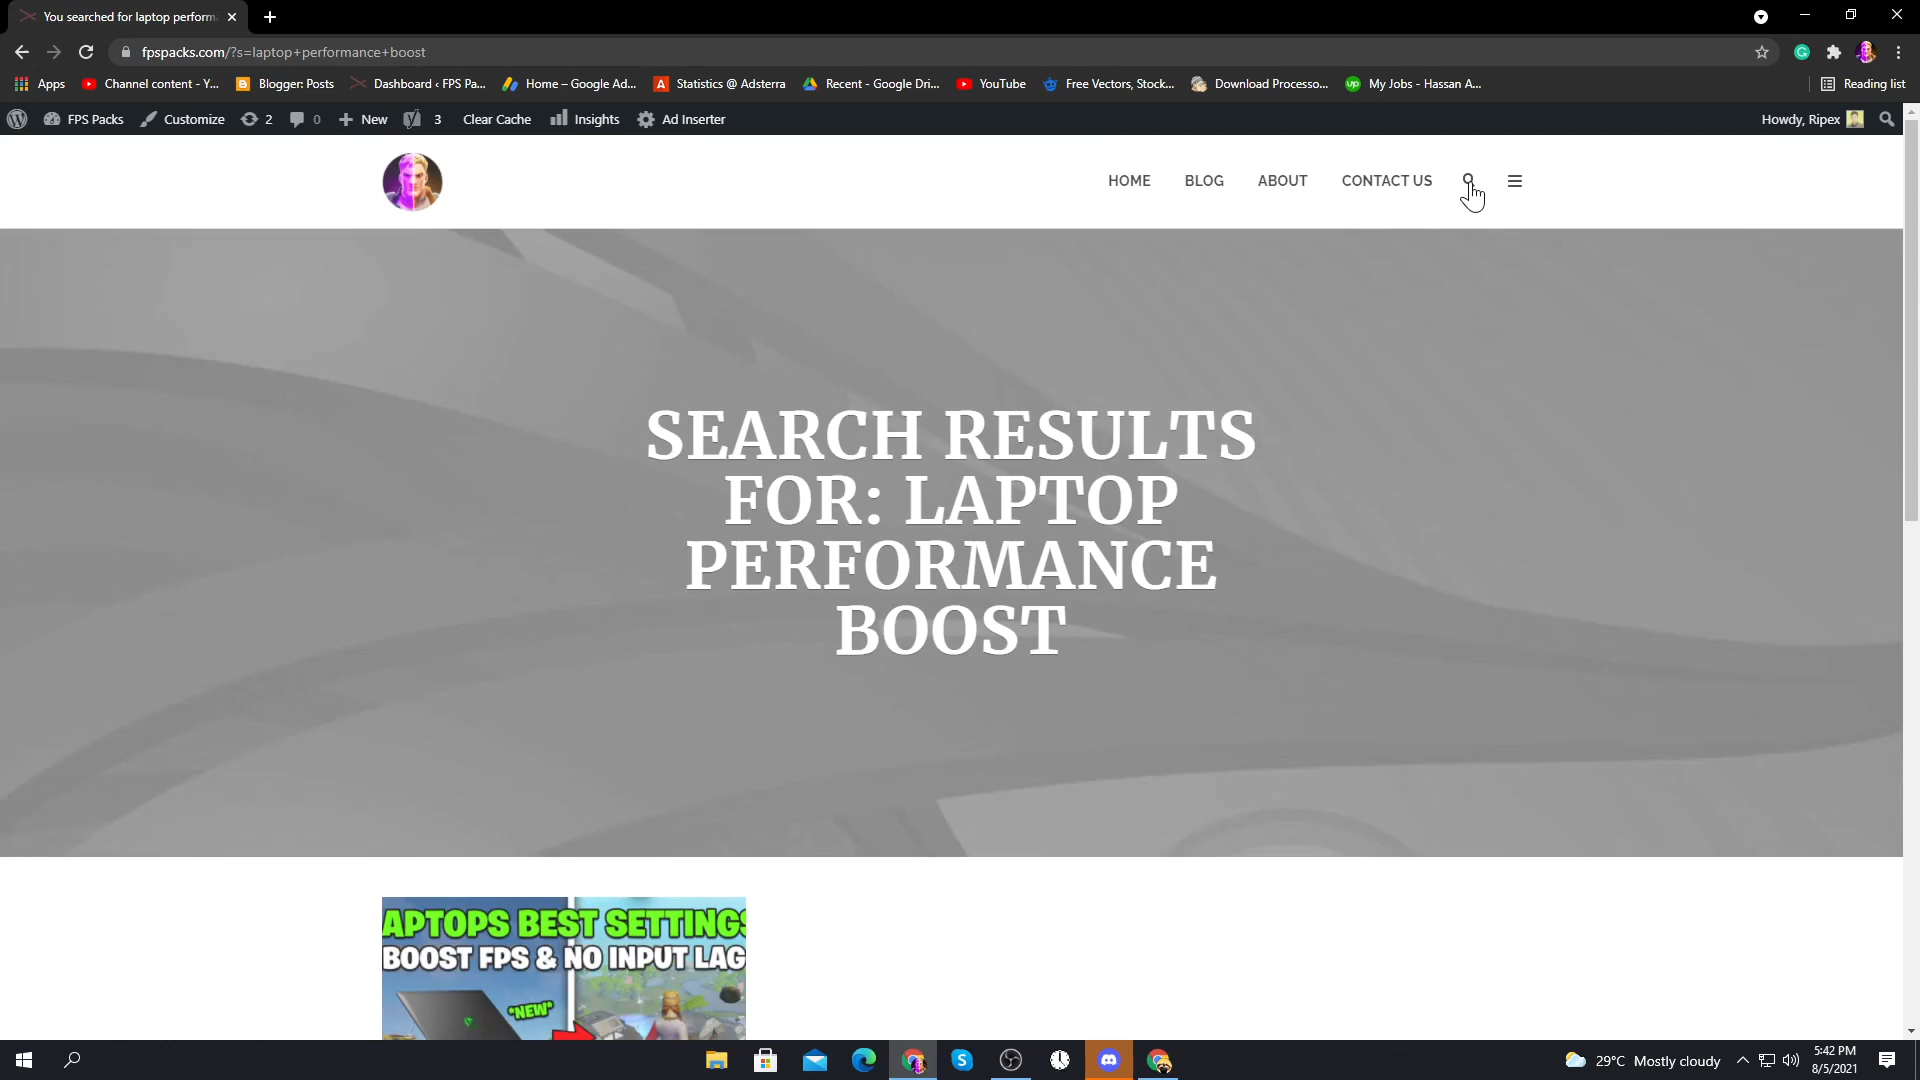 You searched for laptop perform
fpspacks.com/?s=laptop+performance+boost
Apps
Channel content - Y...
Blogger: Posts
Dashboard ‹ FPS Pa...
Home – Google Ad...
Statistics @ Adsterra
Recent - Google Dri...
YouTube
Free Vectors, Stock...
Download Processo...
My Jobs - Hassan A...
Reading list
FPS Packs
Customize
2
0
New
3
Clear Cache
Insights
Ad Inserter
Howdy, Ripex
HOME
BLOG
ABOUT
CONTACT US
SEARCH RESULTS
FOR: LAPTOP
PERFORMANCE
BOOST
APTOPS BEST SETTINGS
BOOST FPS & NO INPUT LAG
*NEW*
29°C Mostly cloudy
5:42 PM
8/5/2021